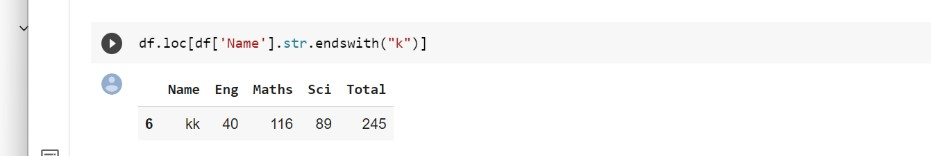 df.loc[df['Name'].str.endswith("k")]
Name Eng Maths Sci Total
6 kk 40 116 89 245